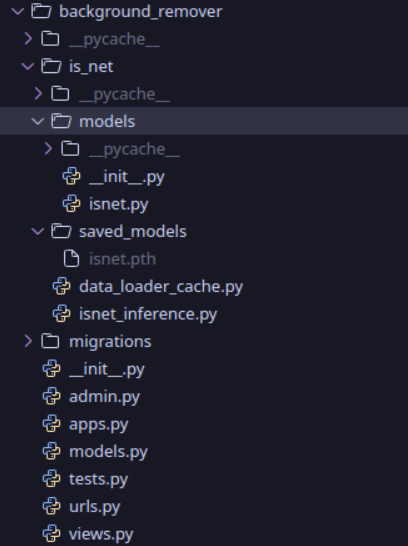 background_remover
__pycache__
is_net
__pycache__
models
__pycache__
__init__.py
isnet.py
saved_models
isnet.pth
data_loader_cache.py
isnet_inference.py
migrations
__init__.py
admin.py
apps.py
models.py
tests.py
urls.py
views.py